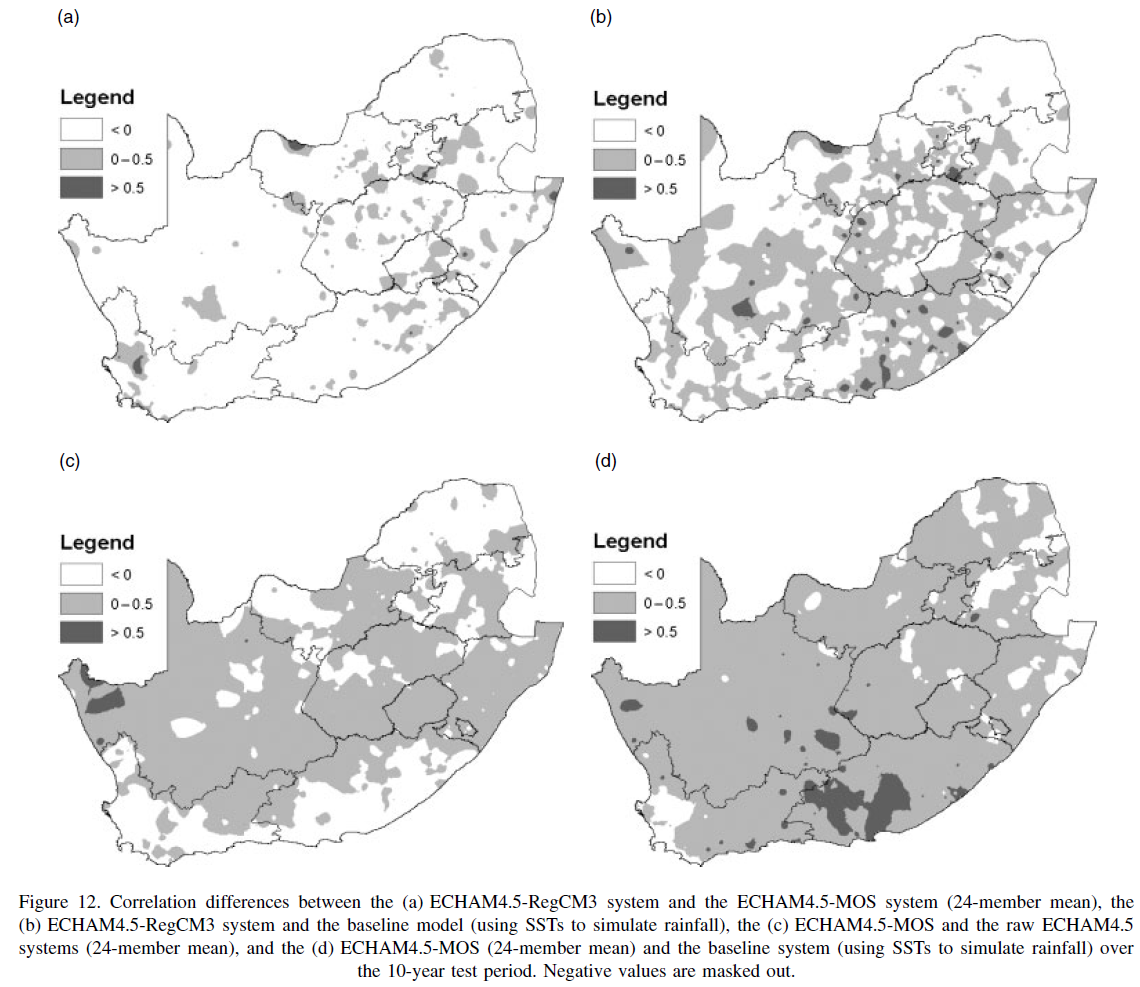 (a)
(b)
Legend
< 0
0–0.5
> 0.5
Legend
< 0
0–0.5
> 0.5
(c)
(d)
Legend
< 0
0–0.5
> 0.5
Legend
< 0
0–0.5
> 0.5
Figure 12. Correlation differences between the (a) ECHAM4.5-RegCM3 system and the ECHAM4.5-MOS system (24-member mean), the
(b) ECHAM4.5-RegCM3 system and the baseline model (using SSTs to simulate rainfall), the (c) ECHAM4.5-MOS and the raw ECHAM4.5
systems (24-member mean), and the (d) ECHAM4.5-MOS (24-member mean) and the baseline system (using SSTs to simulate rainfall) over
the 10-year test period. Negative values are masked out.